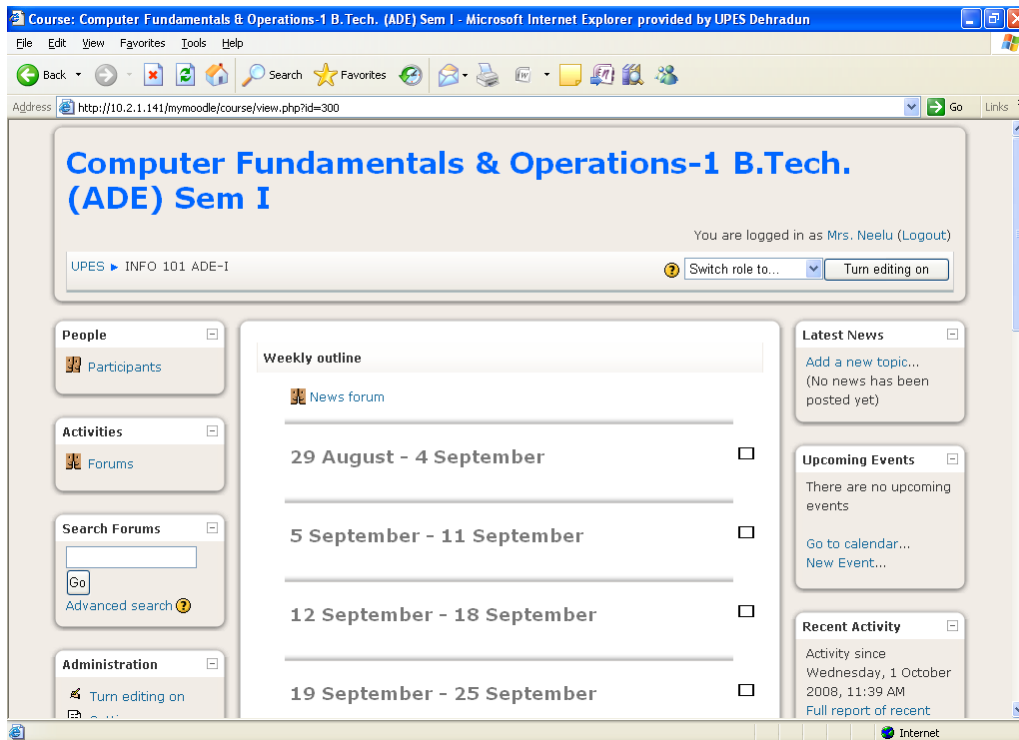 Course: Computer Fundamentals & Operations-1 B.Tech. (ADE) Sem I - Microsoft Internet Explorer provided by UPES Dehradun
File Edit View Favorites Tools Help
Back Search Favorites
Address http://10.2.1.141/mymoodle/course/view.php?id=300 Go Links
Computer Fundamentals & Operations-1 B.Tech.
(ADE) Sem I
You are logged in as Mrs. Neelu (Logout)
UPES ► INFO 101 ADE-I
Switch role to... Turn editing on
People
Participants
Activities
Forums
Search Forums
Go
Advanced search
Administration
Turn editing on
Weekly outline
News forum
29 August - 4 September
5 September - 11 September
12 September - 18 September
19 September - 25 September
Latest News
Add a new topic...
(No news has been
posted yet)
Upcoming Events
There are no upcoming
events
Go to calendar...
New Event...
Recent Activity
Activity since
Wednesday, 1 October
2008, 11:39 AM
Full report of recent
Internet